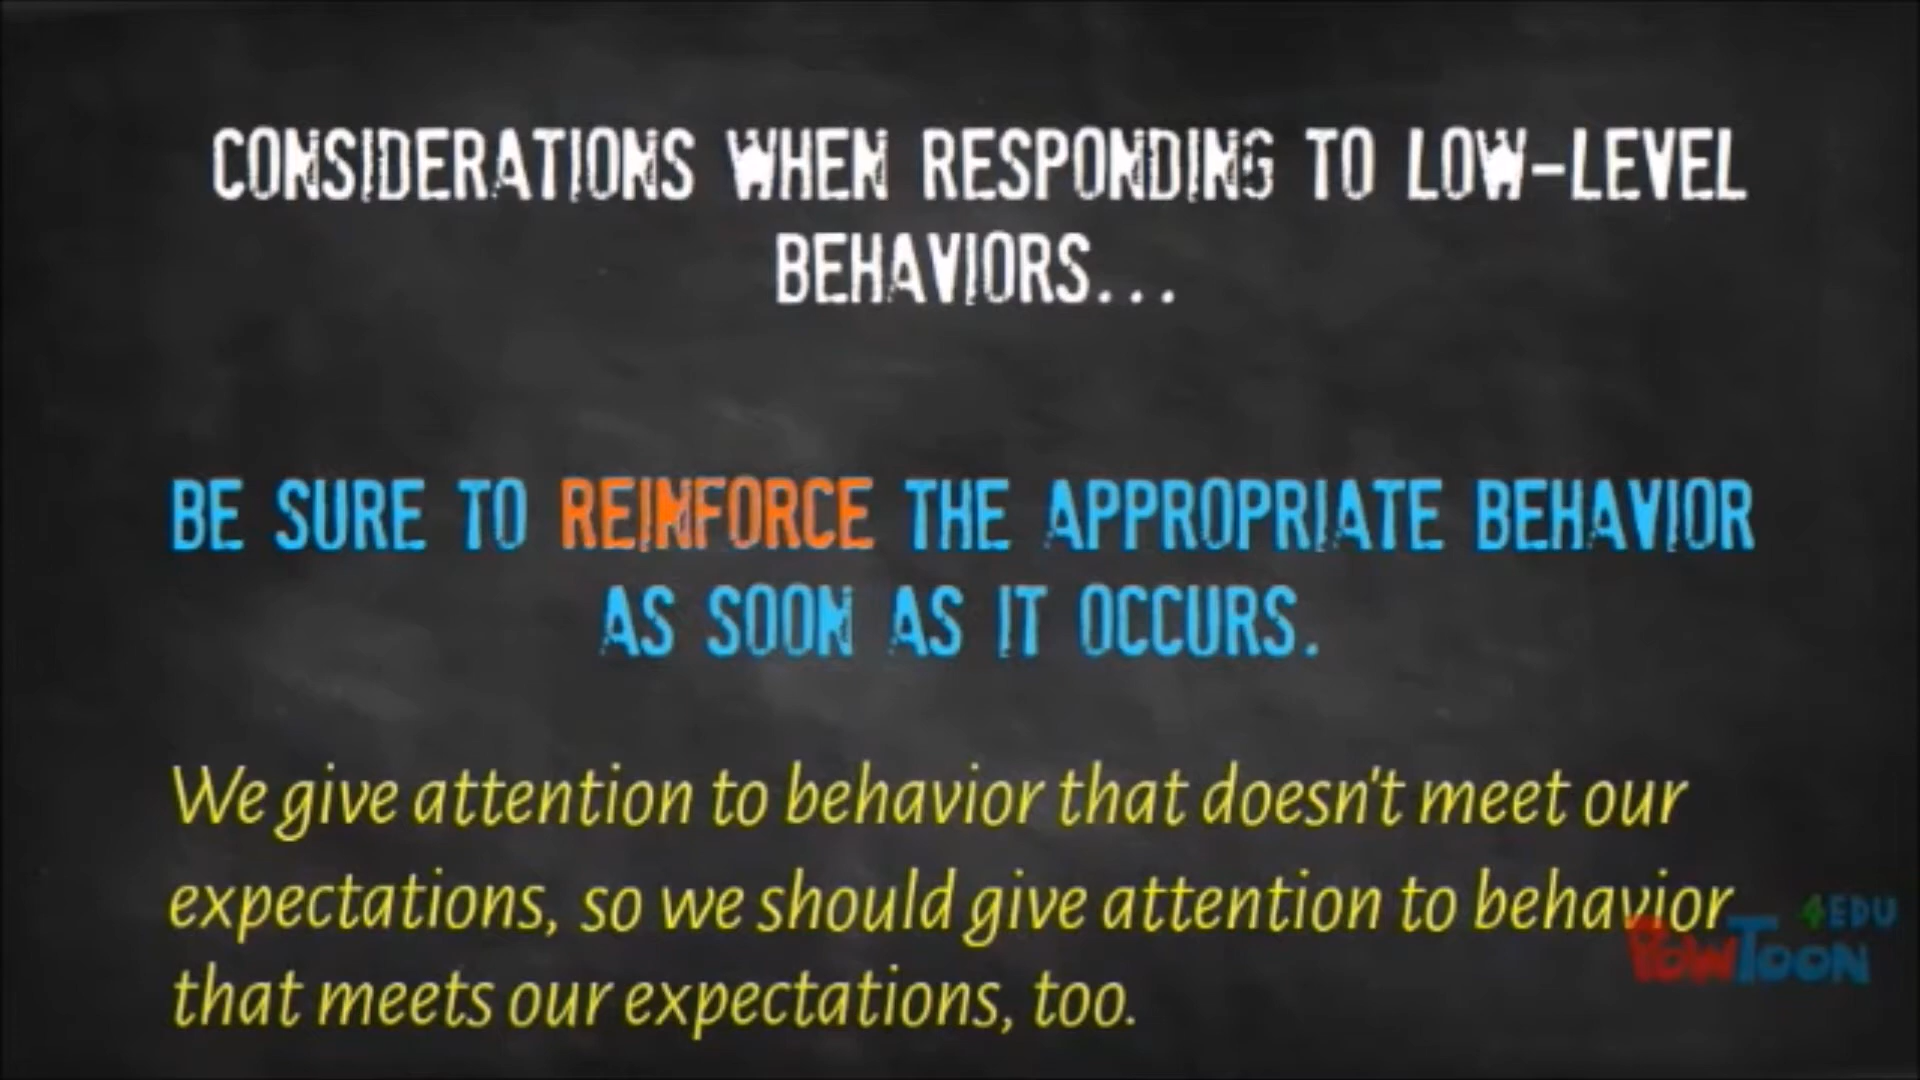 CONSIDERATIONS WHEN RESPONDING TO LOW-LEVEL
BEHAVIORS...
BE SURE TO REINFORCE THE APPROPRIATE BEHAVIOR
AS SOON AS IT OCCURS.
We give attention to behavior that doesn't meet our
expectations, so we should give attention to behavior
that meets our expectations, too.
4EDU
POWTOON